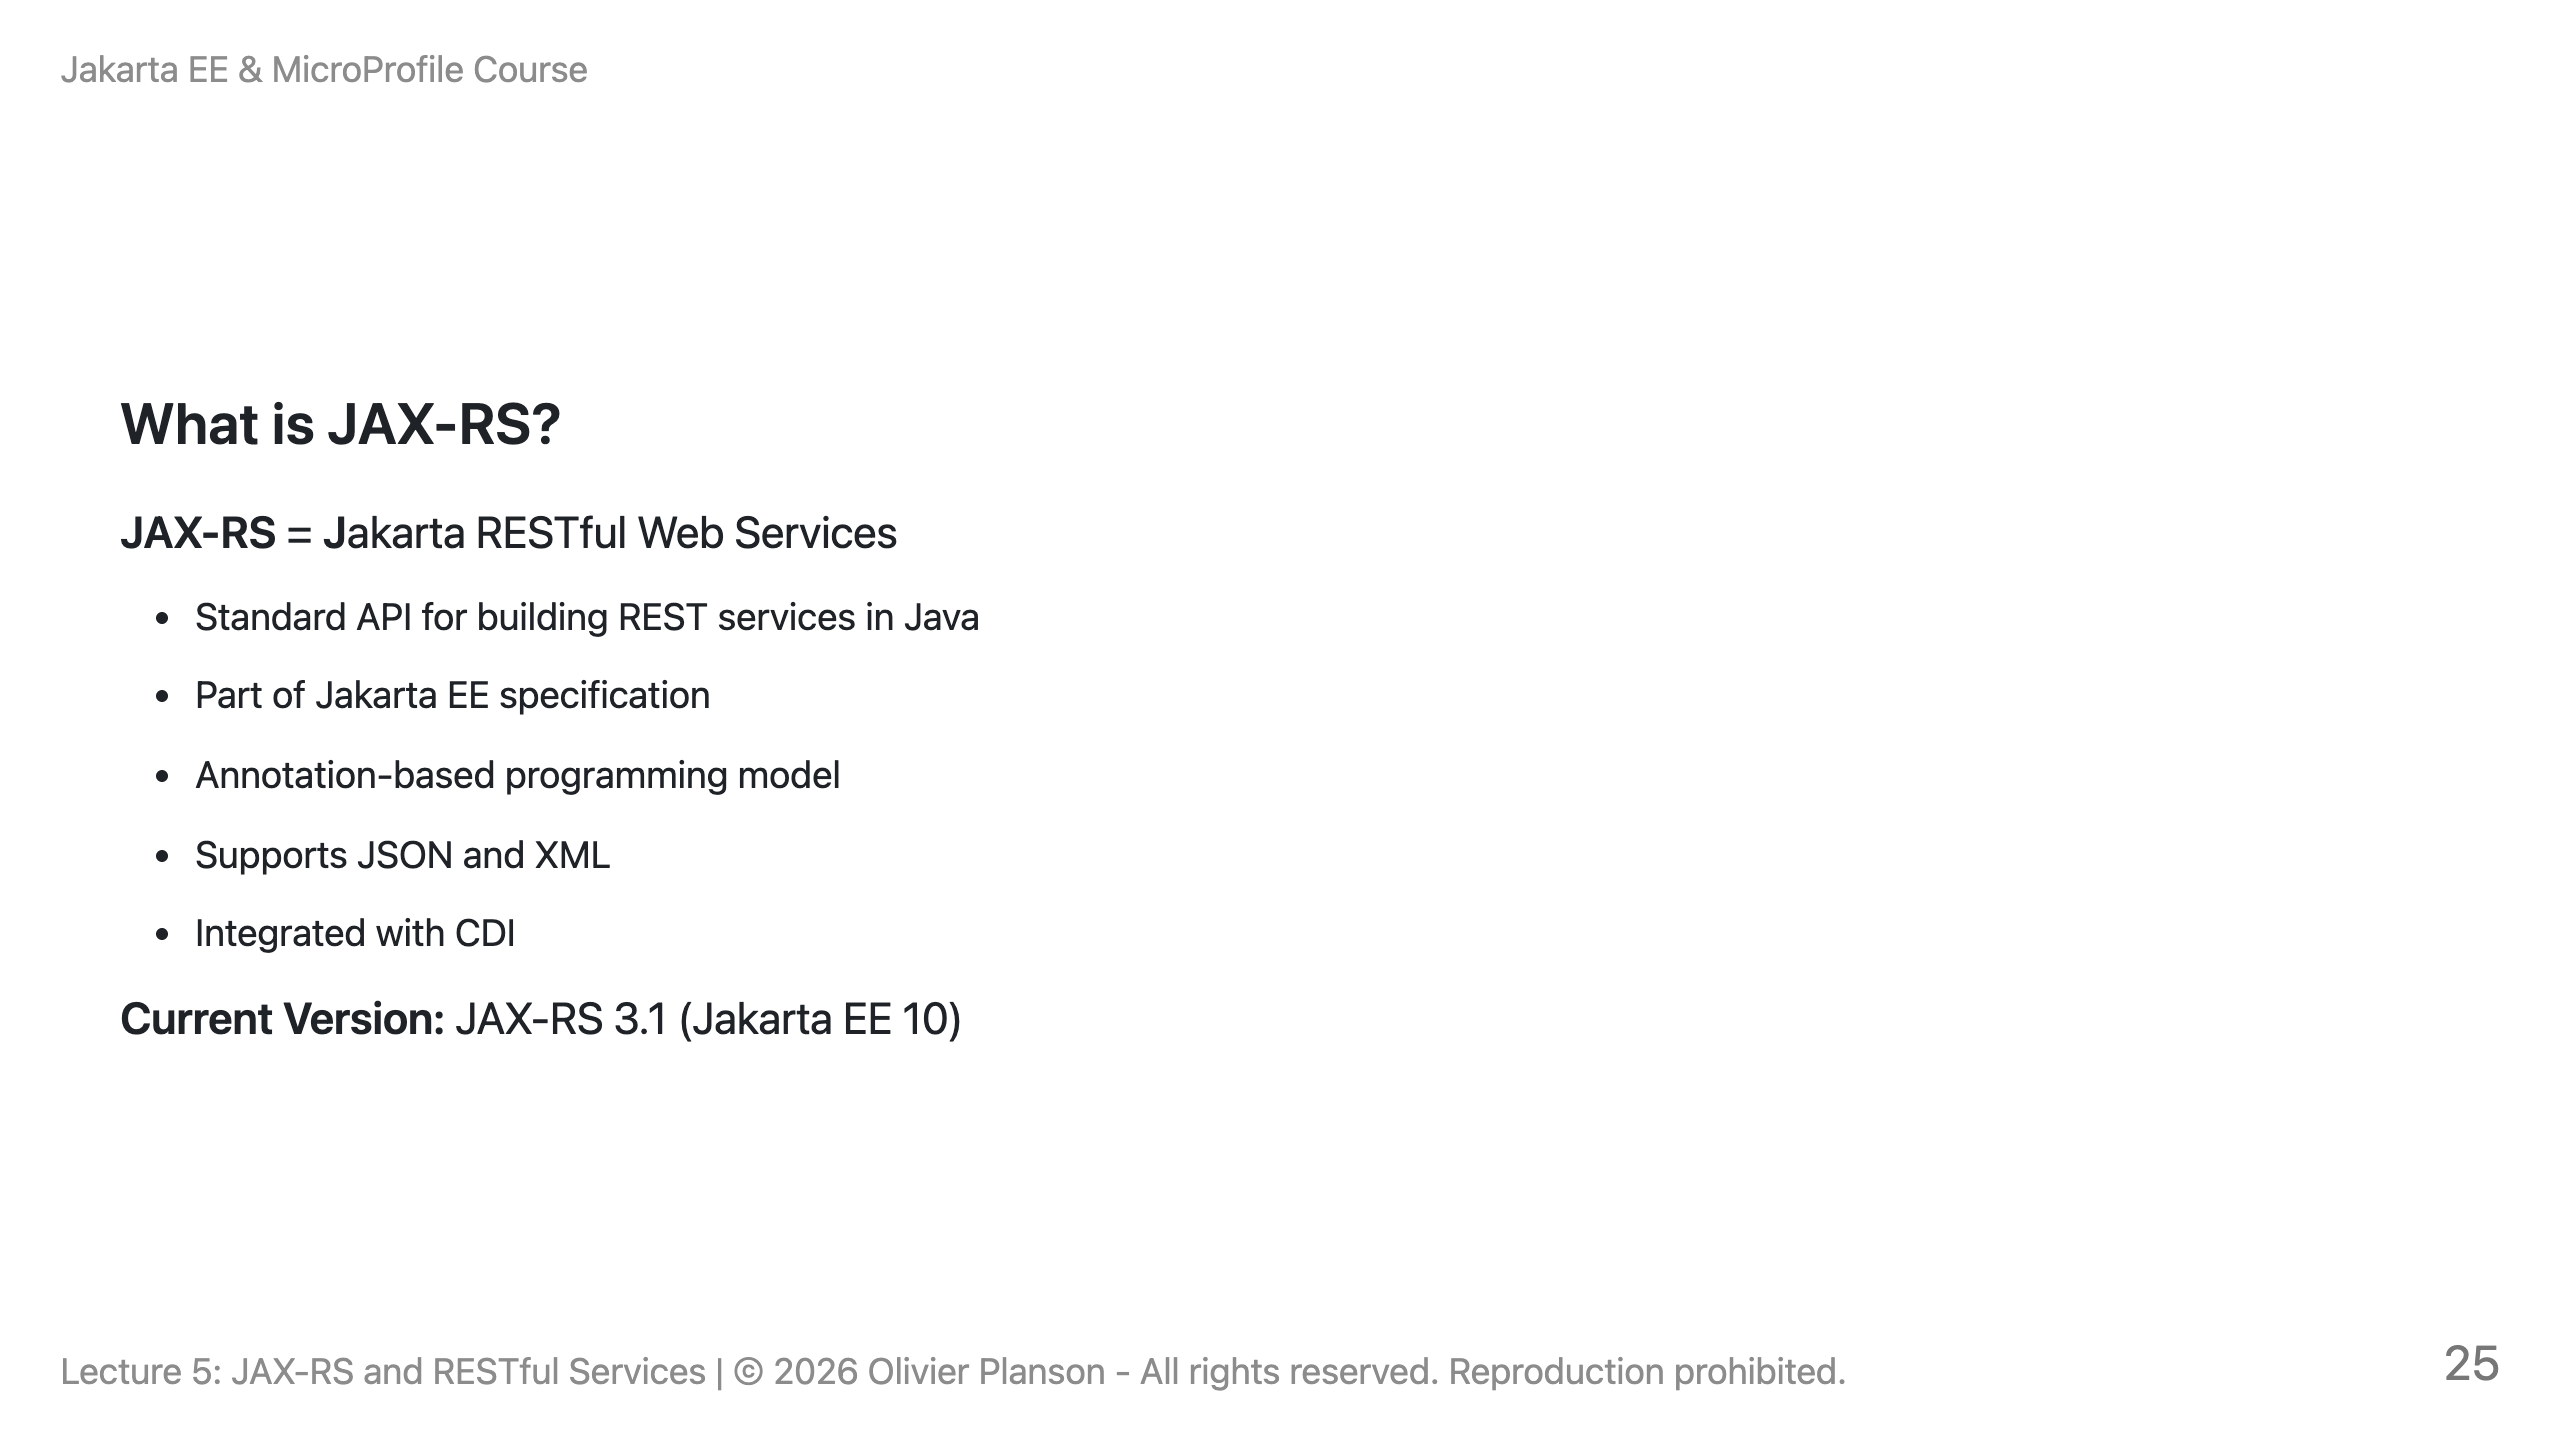 Jakarta EE & MicroProfile Course
What is JAX-RS?
JAX-RS = Jakarta RESTful Web Services
• Standard API for building REST services in Java
• Part of Jakarta EE specification
• Annotation-based programming model
• Supports JSON and XML
• Integrated with CDI
Current Version: JAX-RS 3.1 (Jakarta EE 10)
Lecture 5: JAX-RS and RESTful Services | © 2026 Olivier Planson - All rights reserved. Reproduction prohibited.
25